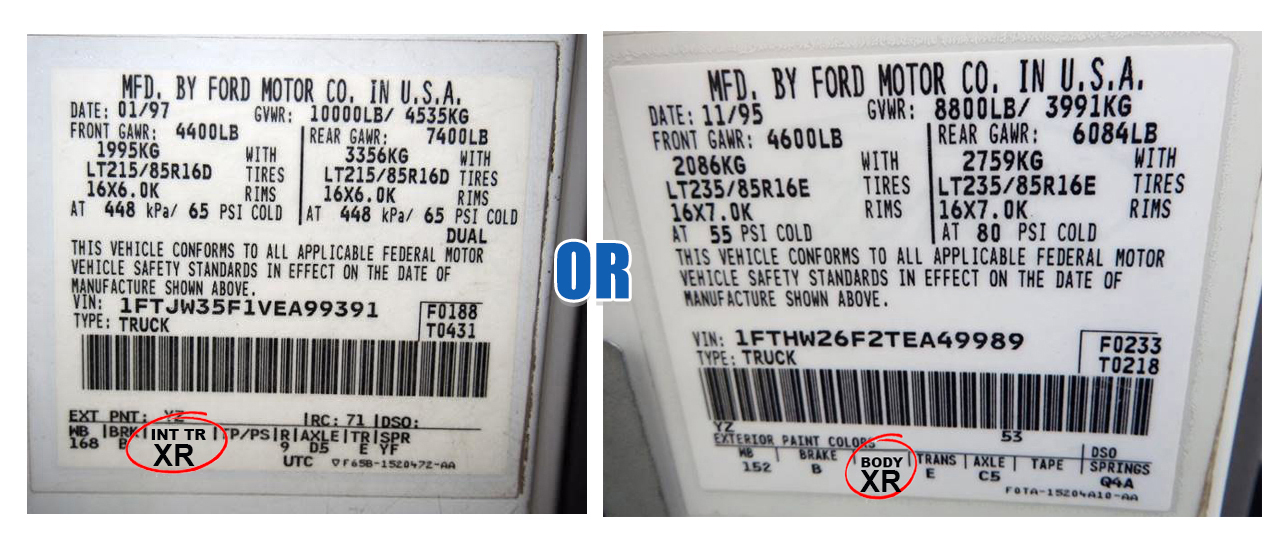 MFD. BY FORD MOTOR CO. IN U.S.A.
DATE: 01/97 GVWR: 10000LB/ 4535KG
FRONT GAWR: 4400LB REAR GAWR: 7400LB
1995KG WITH 3356KG WITH
LT215/85R16D TIRES LT215/85R16D TIRES
16X6.0K RIMS 16X6.0K RIMS
AT 448 kPa/ 65 PSI COLD AT 448 kPa/ 65 PSI COLD
DUAL
THIS VEHICLE CONFORMS TO ALL APPLICABLE FEDERAL MOTOR
VEHICLE SAFETY STANDARDS IN EFFECT ON THE DATE OF
MANUFACTURE SHOWN ABOVE.
VIN: 1FTJW35F1VEA99391 F0188
TYPE: TRUCK T0431
EXT PNT: YZ RC: 71 DSO:
WB BRK INT TR TP/PS R AXLE TR SPR
168 B XR 9 D5 E YF
UTC ▽F65B-1520472-AA
OR
MFD. BY FORD MOTOR CO. IN U.S.A.
DATE: 11/95 GVWR: 8800LB/ 3991KG
FRONT GAWR: 4600LB REAR GAWR: 6084LB
2086KG WITH 2759KG WITH
LT235/85R16E TIRES LT235/85R16E TIRES
16X7.0K RIMS 16X7.0K RIMS
AT 55 PSI COLD AT 80 PSI COLD
THIS VEHICLE CONFORMS TO ALL APPLICABLE FEDERAL MOTOR
VEHICLE SAFETY STANDARDS IN EFFECT ON THE DATE OF
MANUFACTURE SHOWN ABOVE.
VIN: 1FTHW26F2TEA49989 F0233
TYPE: TRUCK T0218
YZ 53
EXTERIOR PAINT COLORS DSO
WB BRAKE BODY TRANS AXLE TAPE SPRINGS
152 B XR E C5 Q4A
F0TA-15204A10-AA